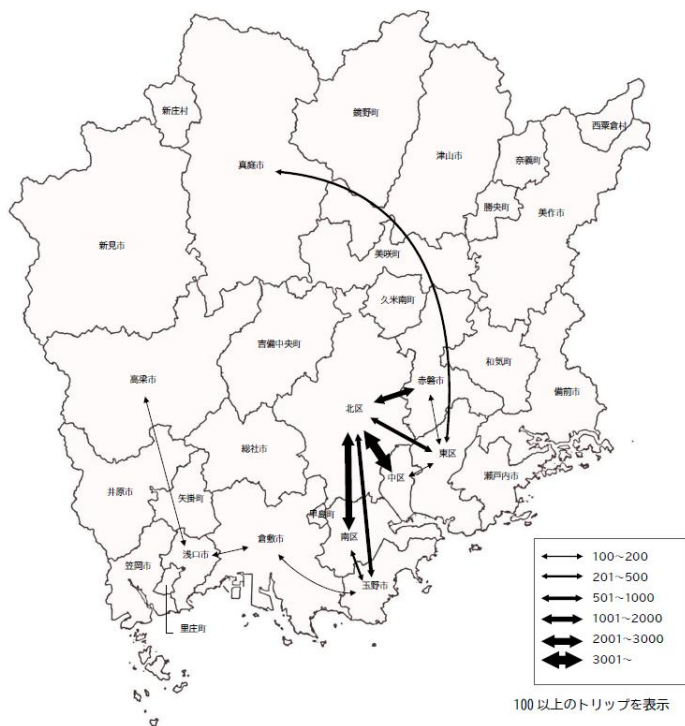 新庄村
鏡野町
西粟倉村
真庭市
津山市
奈義町
勝央町
美作市
新見市
美咲町
久米南町
吉備中央町
和気町
高梁市
赤磐市
備前市
北区
総社市
東区
中区
瀬戸内市
井原市
矢掛町
早島町
倉敷市
南区
浅口市
笠岡市
玉野市
里庄町
100～200
201～500
501～1000
1001～2000
2001～3000
3001～
100 以上のトリップを表示